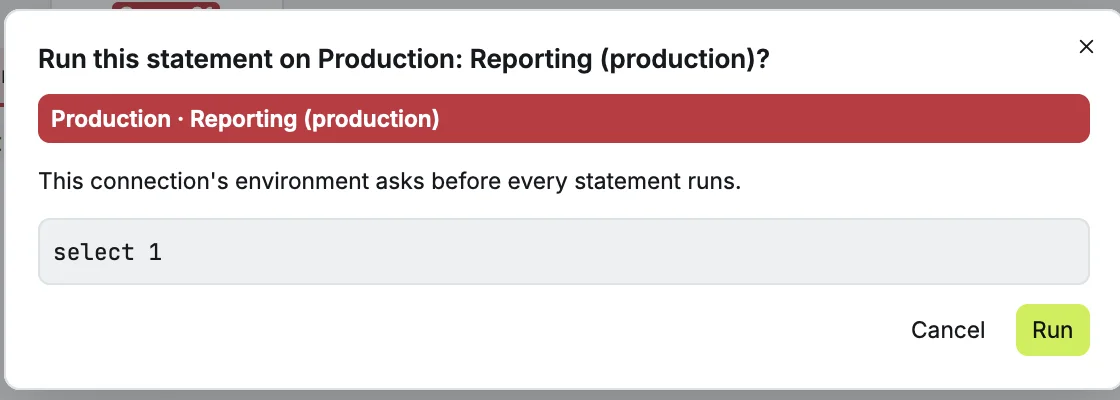 Run this statement on Production: Reporting (production)?
Production · Reporting (production)
This connection's environment asks before every statement runs.
select 1
Cancel
Run